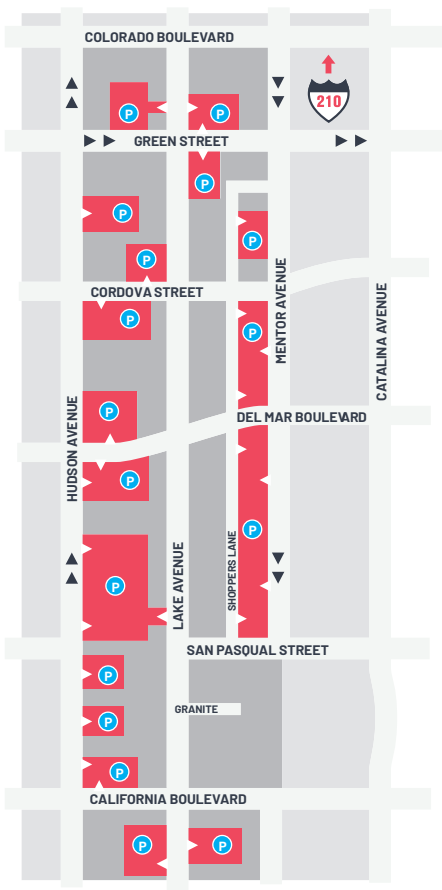 COLORADO BOULEVARD
210
P
P
GREEN STREET
P
P
P
P
CORDOVA STREET
P
P
MENTOR AVENUE
CATALINA AVENUE
HUDSON AVENUE
P
DEL MAR BOULEVARD
P
P
SHOPPERS LANE
LAKE AVENUE
P
SAN PASQUAL STREET
P
GRANITE
P
P
CALIFORNIA BOULEVARD
P
P